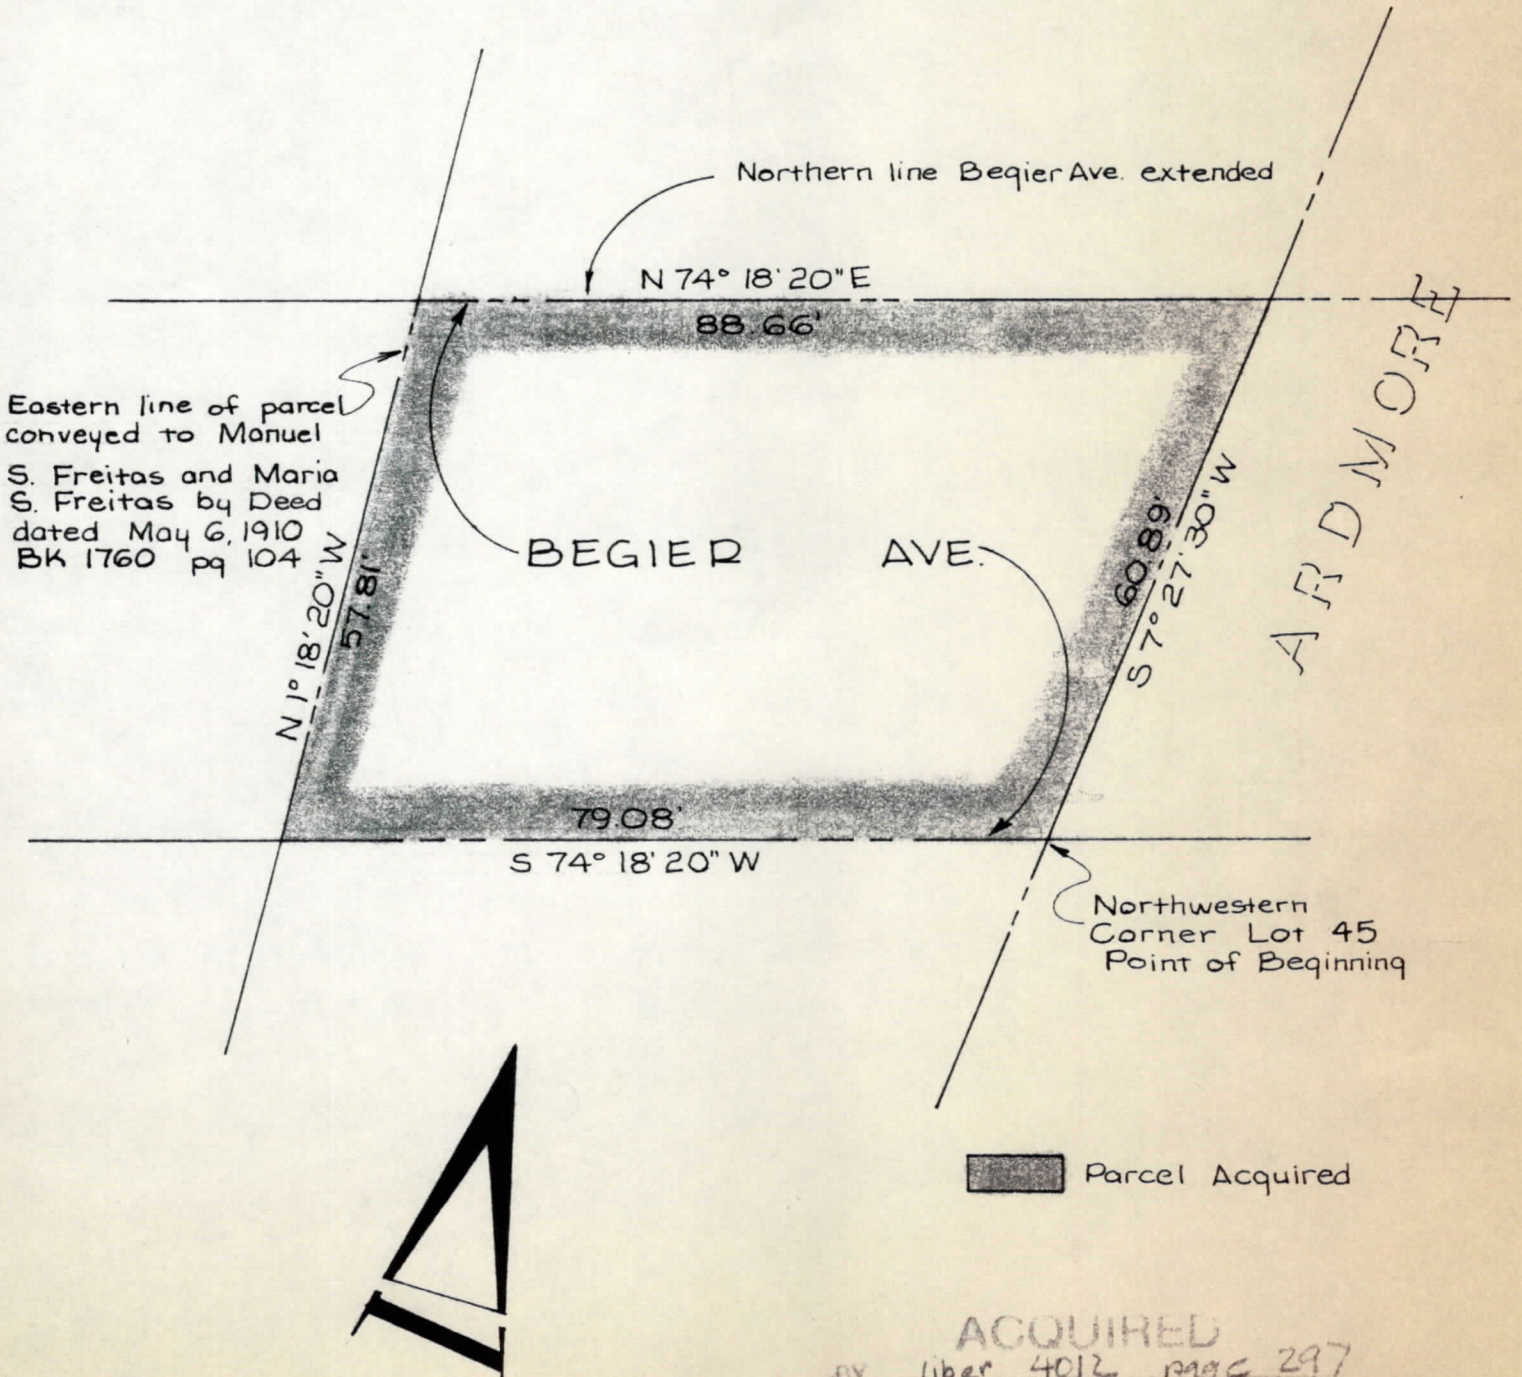 Northern line Begier Ave. extended
N 74° 18' 20" E
88.66'
Eastern line of parcel
conveyed to Manuel
S. Freitas and Maria
S. Freitas by Deed
dated May 6, 1910
BK 1760 pg 104
N 1° 18' 20" W
57.81'
BEGIER AVE.
60.89'
S 7° 27' 30" W
ARDMORE
79.08'
S 74° 18' 20" W
Northwestern
Corner Lot 45
Point of Beginning
Parcel Acquired
ACQUIRED
liber 4012 page 297